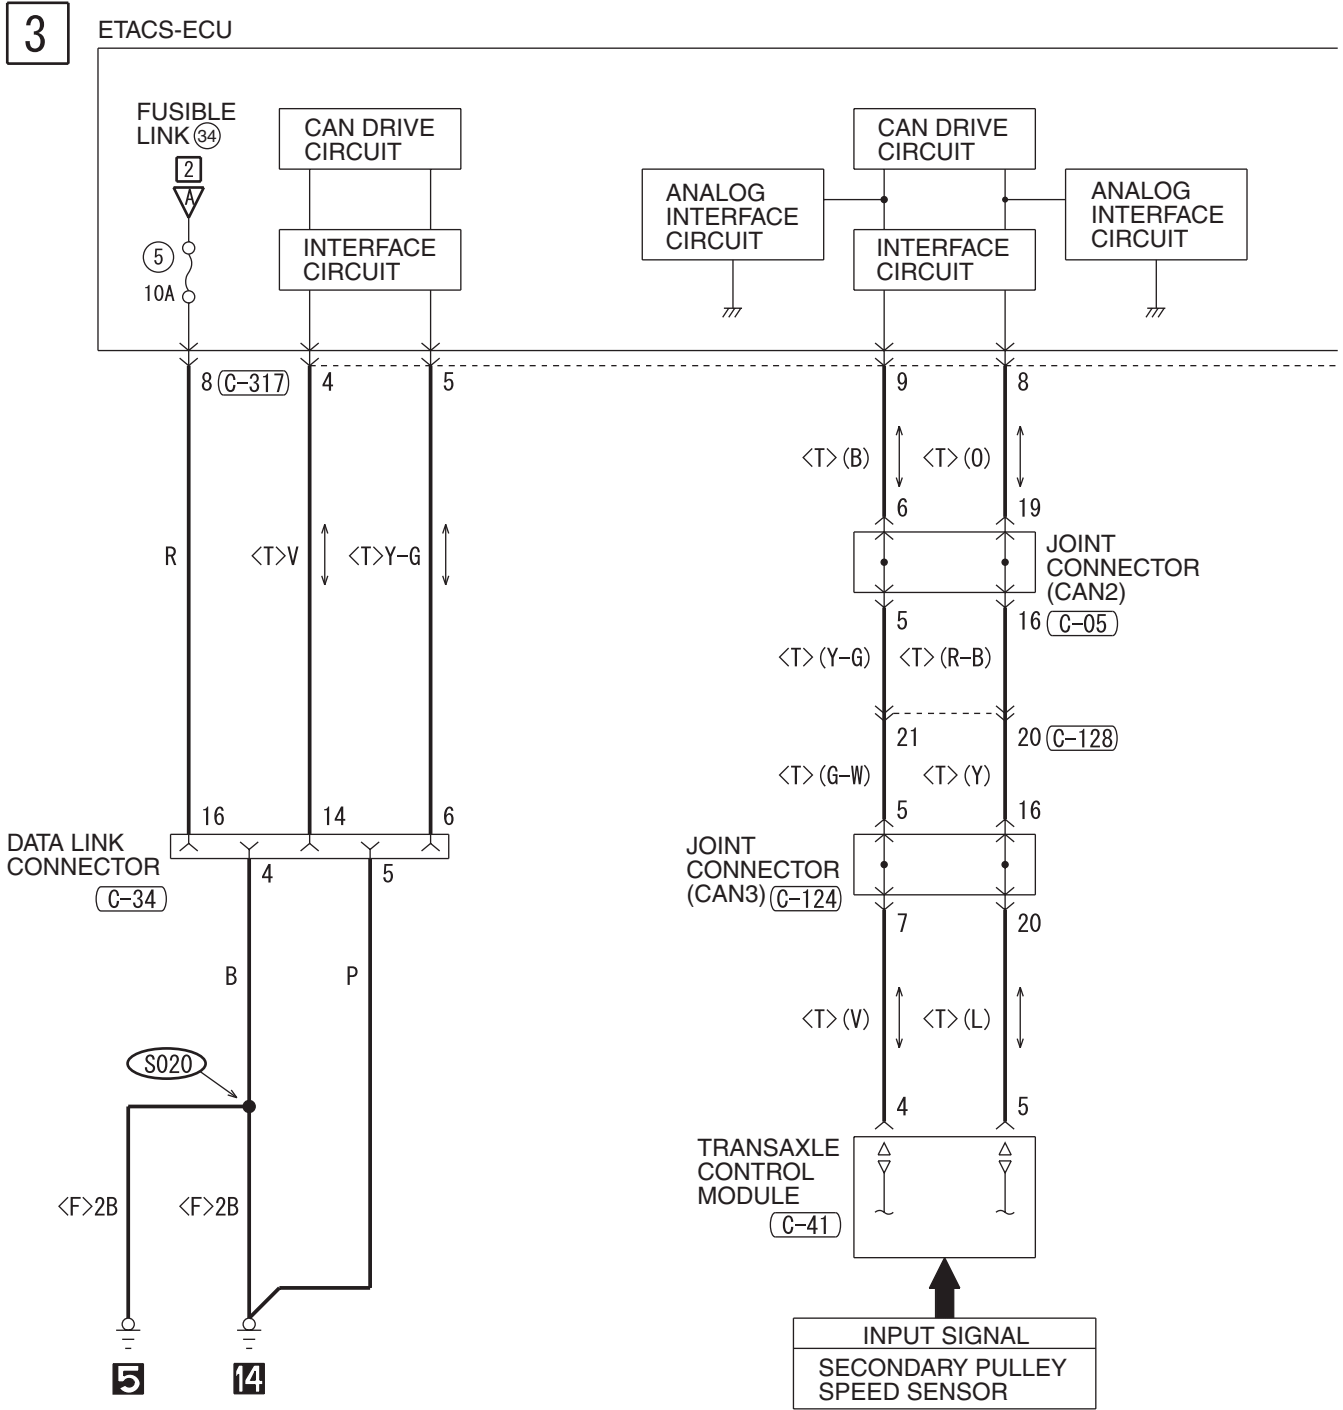 3
ETACS-ECU
FUSIBLE
LINK 34
2
A
5
10A
CAN DRIVE
CIRCUIT
INTERFACE
CIRCUIT
ANALOG
INTERFACE
CIRCUIT
CAN DRIVE
CIRCUIT
INTERFACE
CIRCUIT
ANALOG
INTERFACE
CIRCUIT
8 C-317 4 5 9 8
<T>(B) <T>(O)
6 19
R <T>V <T>Y-G
JOINT
CONNECTOR
(CAN2)
5 16 C-05
<T>(Y-G) <T>(R-B)
21 20 C-128
<T>(G-W) <T>(Y)
16 14 6 5 16
DATA LINK
CONNECTOR
C-34
4 5
JOINT
CONNECTOR
(CAN3) C-124
7 20
B P
<T>(V) <T>(L)
S020
4 5
TRANSAXLE
CONTROL
MODULE
C-41
<F>2B <F>2B
5 14
INPUT SIGNAL
SECONDARY PULLEY
SPEED SENSOR